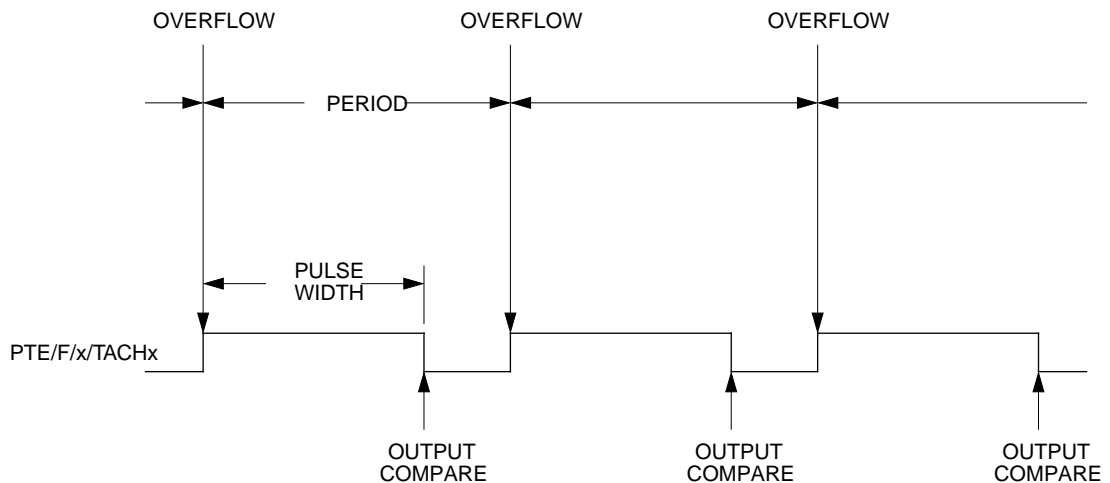 OVERFLOW
OVERFLOW
OVERFLOW
PERIOD
PULSE
WIDTH
PTE/F/x/TACHx
OUTPUT
COMPARE
OUTPUT
COMPARE
OUTPUT
COMPARE